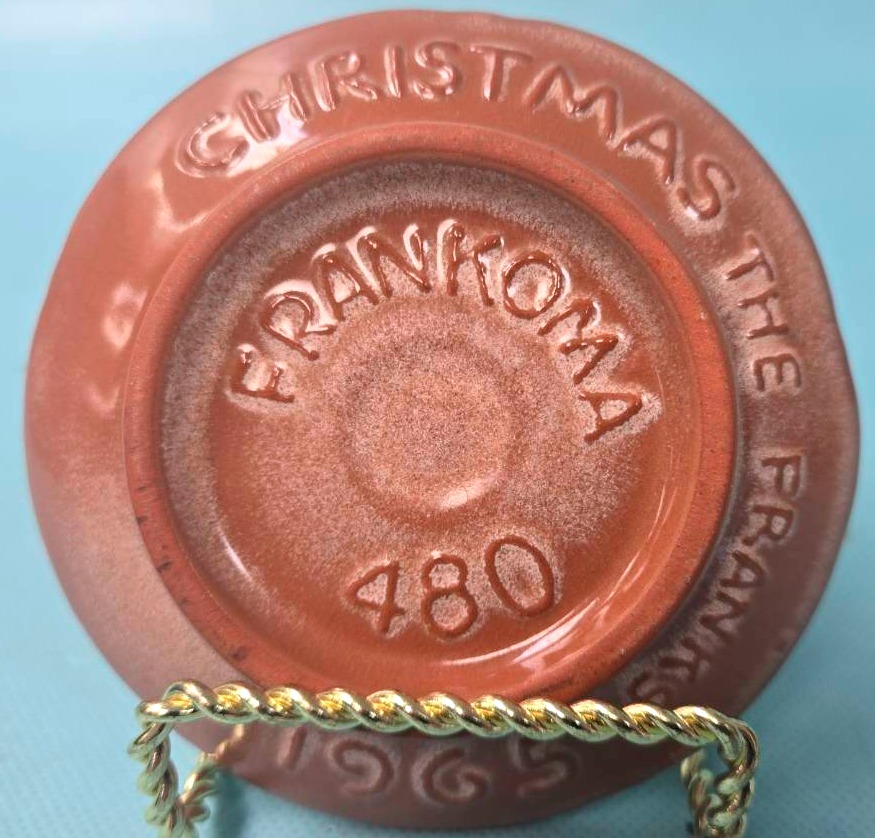 CHRISTMAS THE FRANKS
FRANKOMA
480
1965